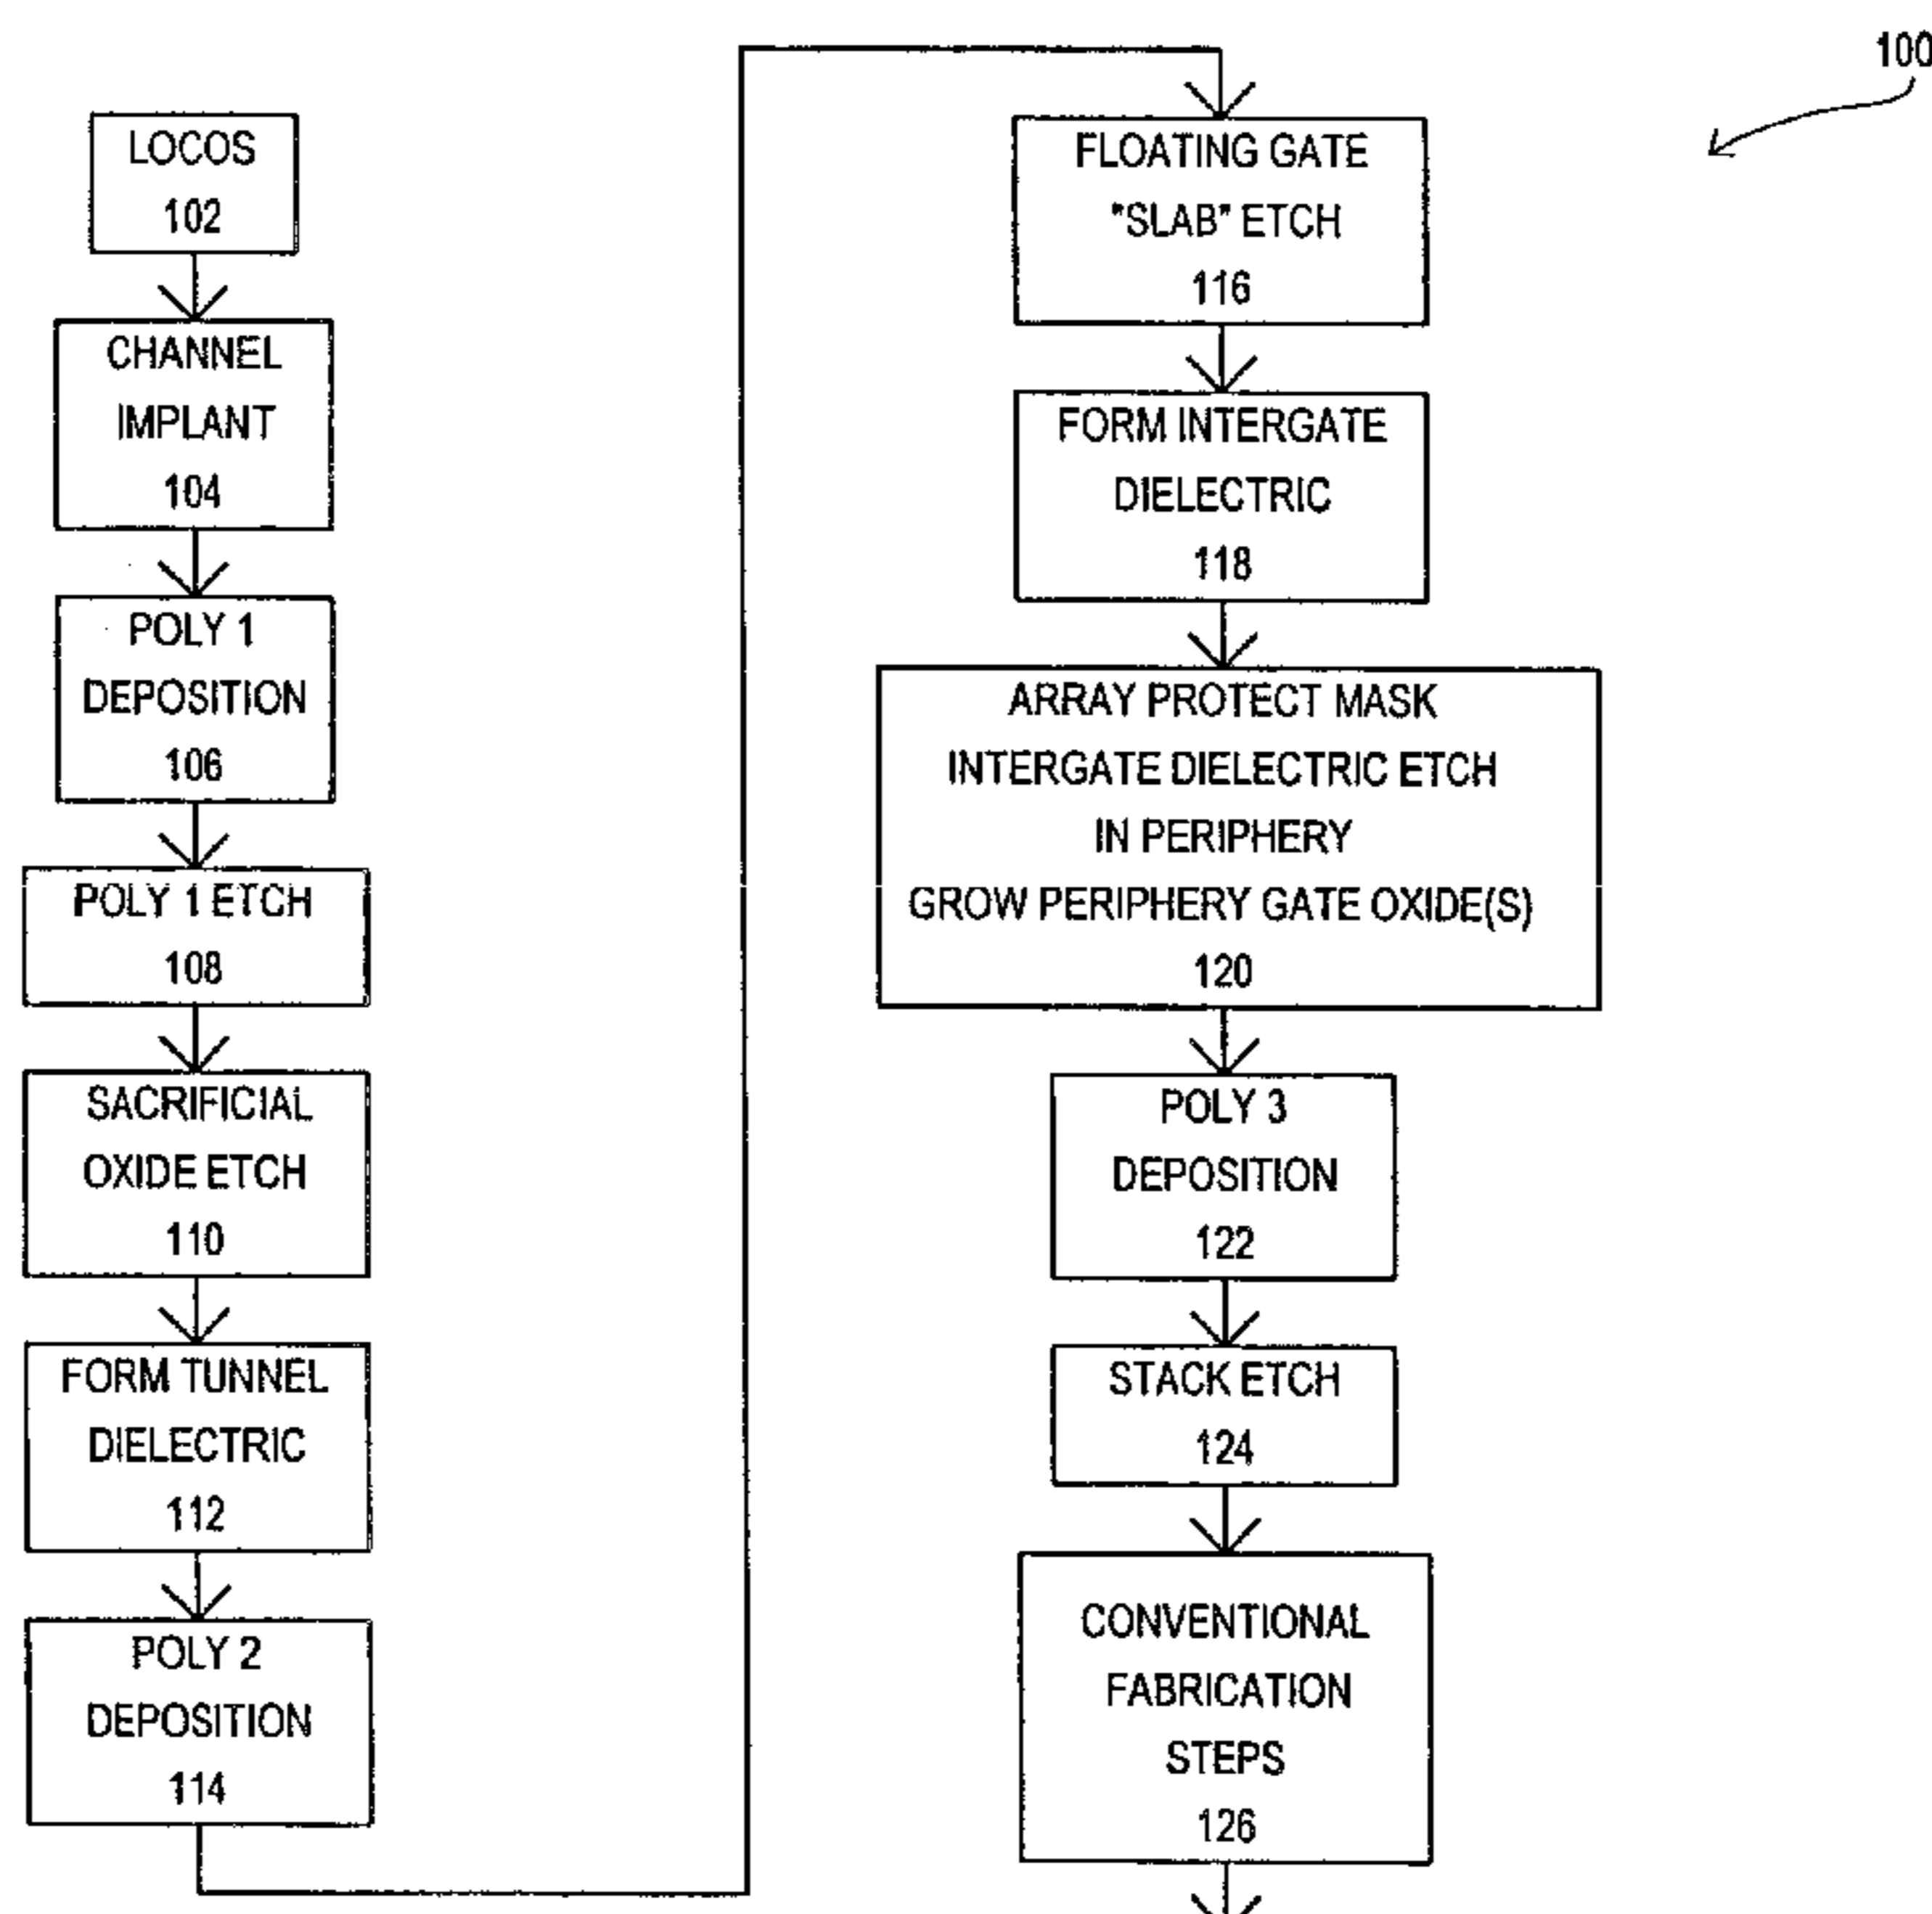 100
LOCOS
102
CHANNEL
IMPLANT
104
POLY 1
DEPOSITION
106
POLY 1 ETCH
108
SACRIFICIAL
OXIDE ETCH
110
FORM TUNNEL
DIELECTRIC
112
POLY 2
DEPOSITION
114
FLOATING GATE
"SLAB" ETCH
116
FORM INTERGATE
DIELECTRIC
118
ARRAY PROTECT MASK
INTERGATE DIELECTRIC ETCH
IN PERIPHERY
GROW PERIPHERY GATE OXIDE(S)
120
POLY 3
DEPOSITION
122
STACK ETCH
124
CONVENTIONAL
FABRICATION
STEPS
126